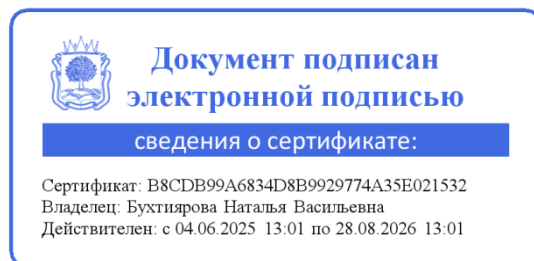 Документ подписан
электронной подписью
сведения о сертификате:
Сертификат: B8CDB99A6834D8B9929774A35E021532
Владелец: Бухтиярова Наталья Васильевна
Действителен: с 04.06.2025 13:01 по 28.08.2026 13:01